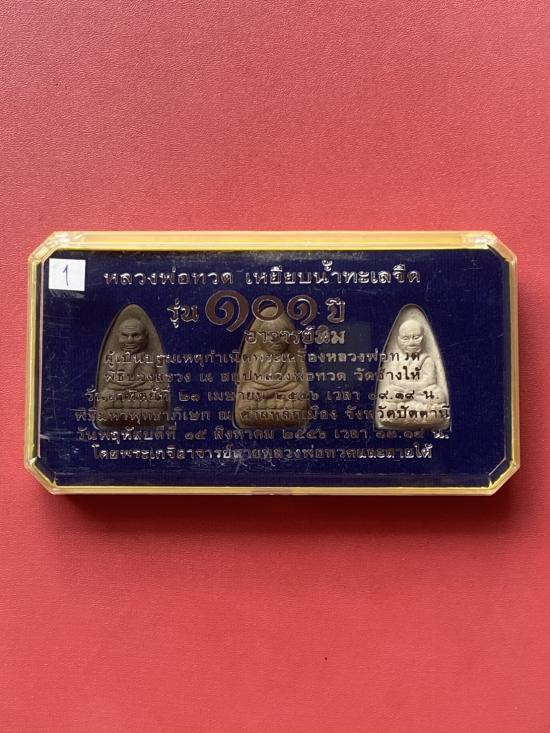 1
หลวงพ่อทวด เหยียบน้ำทะเลจืด
รุ่น ๑๐๑ ปี
อาจารย์ทิม
ผู้เป็นปฐมเหตุกำเนิดพระเครื่องหลวงพ่อทวด
พิธีบวงสรวง ณ สถูปหลวงพ่อทวด วัดช้างให้
วันอาทิตย์ที่ ๒๑ เมษายน ๒๕๕๖ เวลา ๐๙.๑๙ น.
พิธีมหาพุทธาภิเษก ณ ศาลหลักเมือง จังหวัดปัตตานี
วันพฤหัสบดีที่ ๑๕ สิงหาคม ๒๕๕๖ เวลา น.
โดยพระเกจิอาจารย์สายหลวงพ่อทวดและสายใต้